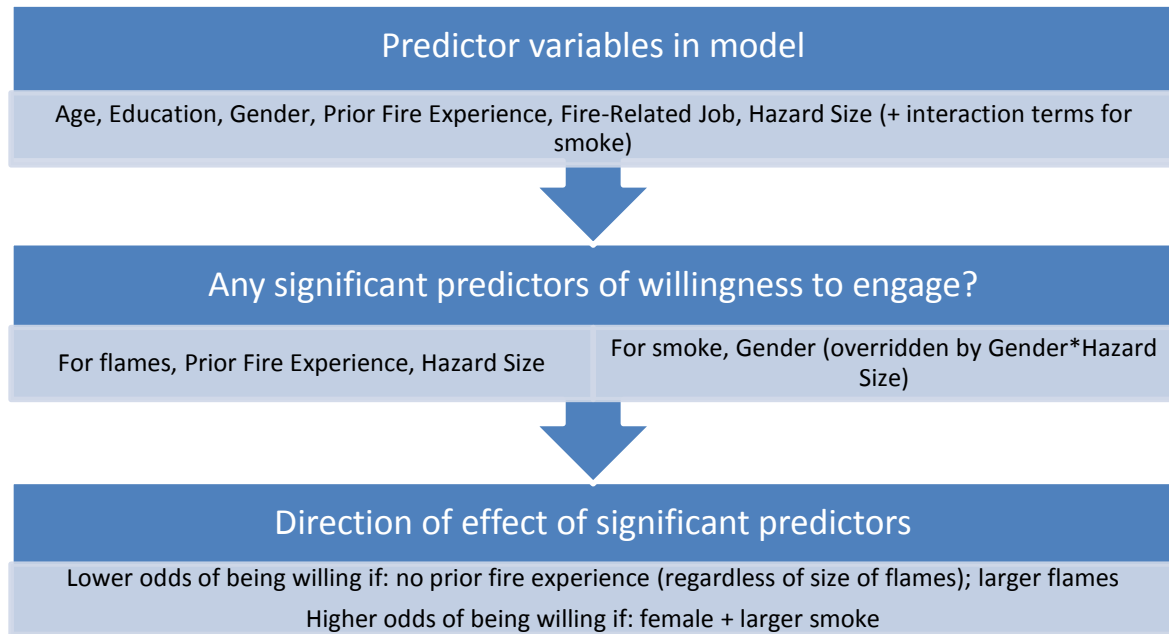 Predictor variables in model
Age, Education, Gender, Prior Fire Experience, Fire-Related Job, Hazard Size (+ interaction terms for
smoke)
Any significant predictors of willingness to engage?
For flames, Prior Fire Experience, Hazard Size
For smoke, Gender (overridden by Gender*Hazard
Size)
Direction of effect of significant predictors
Lower odds of being willing if: no prior fire experience (regardless of size of flames); larger flames
Higher odds of being willing if: female + larger smoke